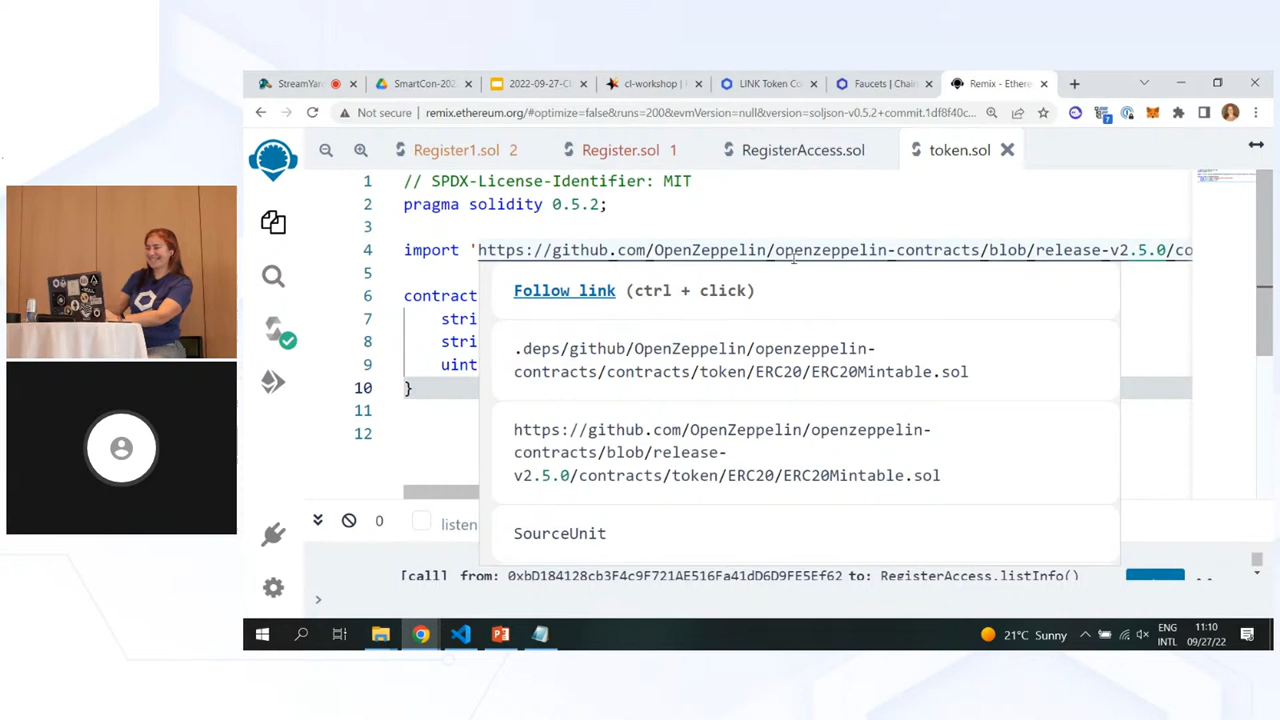 StreamYar
SmartCon-202
2022-09-27-C
cl-workshop |
LINK Token Co
Faucets | Chain
Remix - Ethere
Not secure | remix.ethereum.org/#optimize=false&runs=200&evmVersion=null&version=soljson-v0.5.2+commit.1df8f40c...
7
Register1.sol 2
Register.sol 1
RegisterAccess.sol
token.sol
1 // SPDX-License-Identifier: MIT
2 pragma solidity 0.5.2;
3
4 import 'https://github.com/OpenZeppelin/openzeppelin-contracts/blob/release-v2.5.0/co
5
6 contract
7 stri
8 stri
9 uint
10 }
11
12
Follow link (ctrl + click)
.deps/github/OpenZeppelin/openzeppelin-
contracts/contracts/token/ERC20/ERC20Mintable.sol
https://github.com/OpenZeppelin/openzeppelin-
contracts/blob/release-
v2.5.0/contracts/token/ERC20/ERC20Mintable.sol
SourceUnit
0 listen
[call] from: 0xbD184128cb3F4c9F721AE516Fa41dD6D9FE5Ef62 to: RegisterAccess.listInfo()
>
21°C Sunny
ENG
INTL
11:10
09/27/22